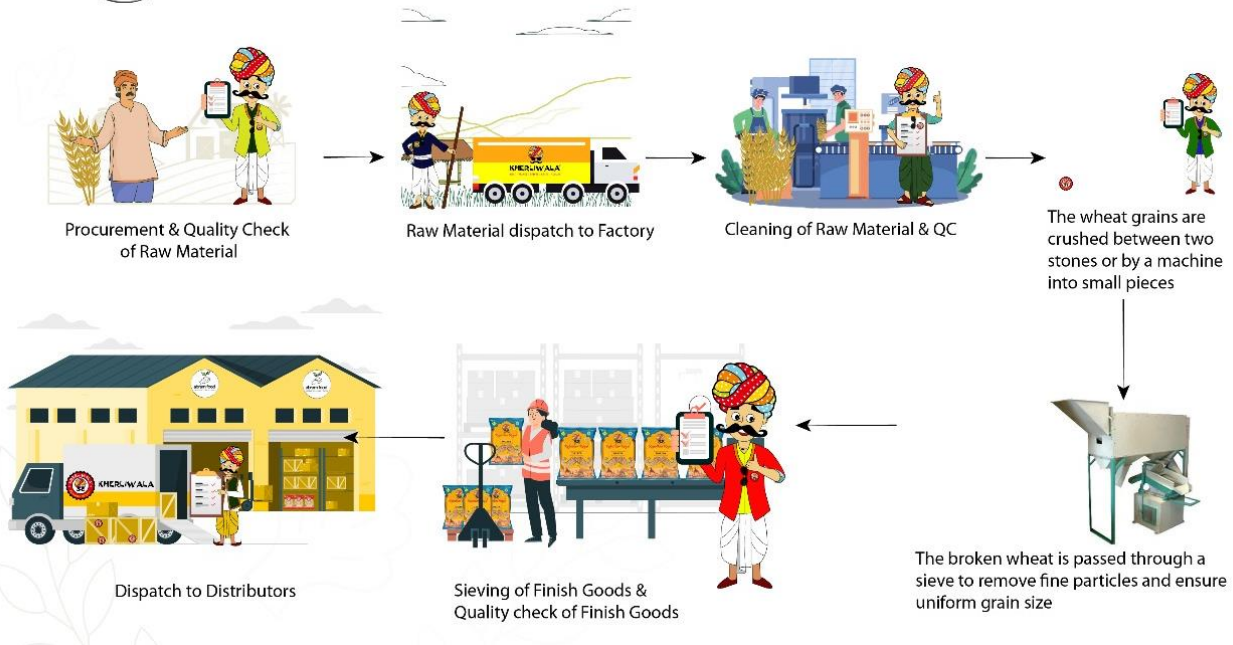 Procurement & Quality Check
of Raw Material
KHERLIWALA
Raw Material dispatch to Factory
Cleaning of Raw Material & QC
The wheat grains are
crushed between two
stones or by a machine
into small pieces
The broken wheat is passed through a
sieve to remove fine particles and ensure
uniform grain size
Sieving of Finish Goods &
Quality check of Finish Goods
KHERLIWALA
Dispatch to Distributors